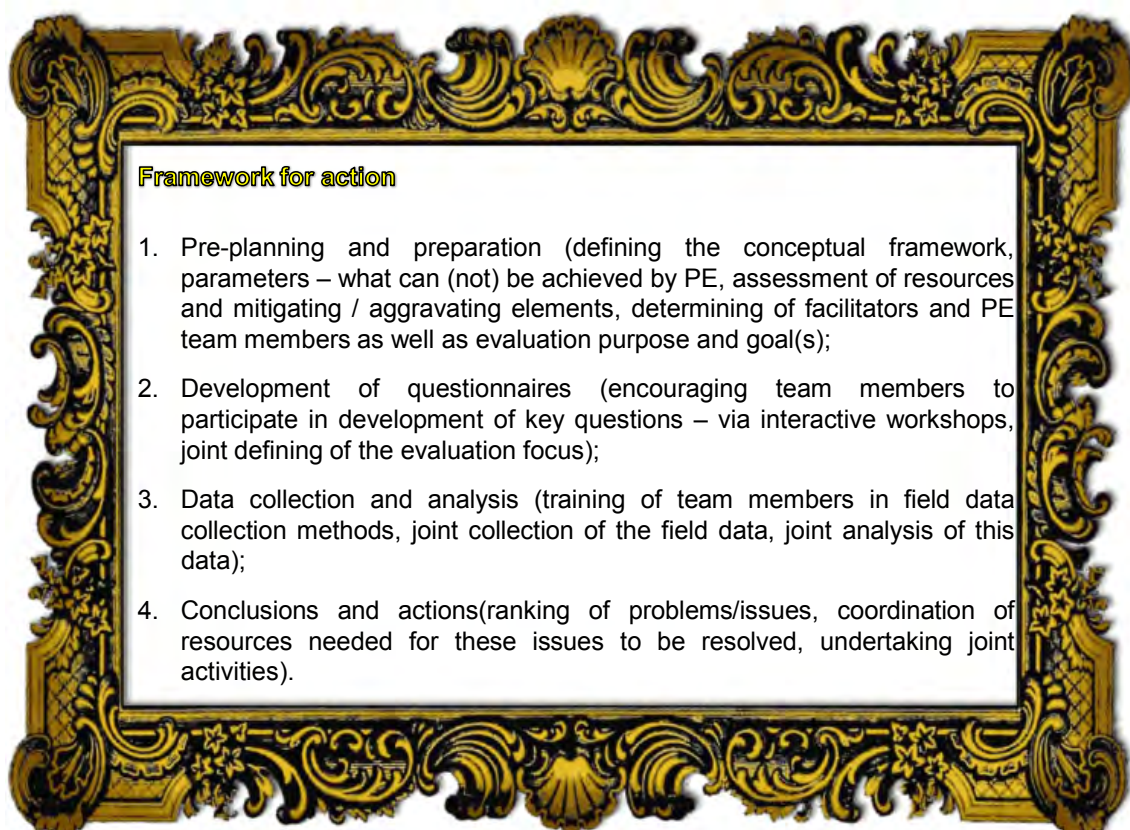 Framework for action
1. Pre-planning and preparation (defining the conceptual framework,
parameters – what can (not) be achieved by PE, assessment of resources
and mitigating / aggravating elements, determining of facilitators and PE
team members as well as evaluation purpose and goal(s);
2. Development of questionnaires (encouraging team members to
participate in development of key questions – via interactive workshops,
joint defining of the evaluation focus);
3. Data collection and analysis (training of team members in field data
collection methods, joint collection of the field data, joint analysis of this
data);
4. Conclusions and actions(ranking of problems/issues, coordination of
resources needed for these issues to be resolved, undertaking joint
activities).